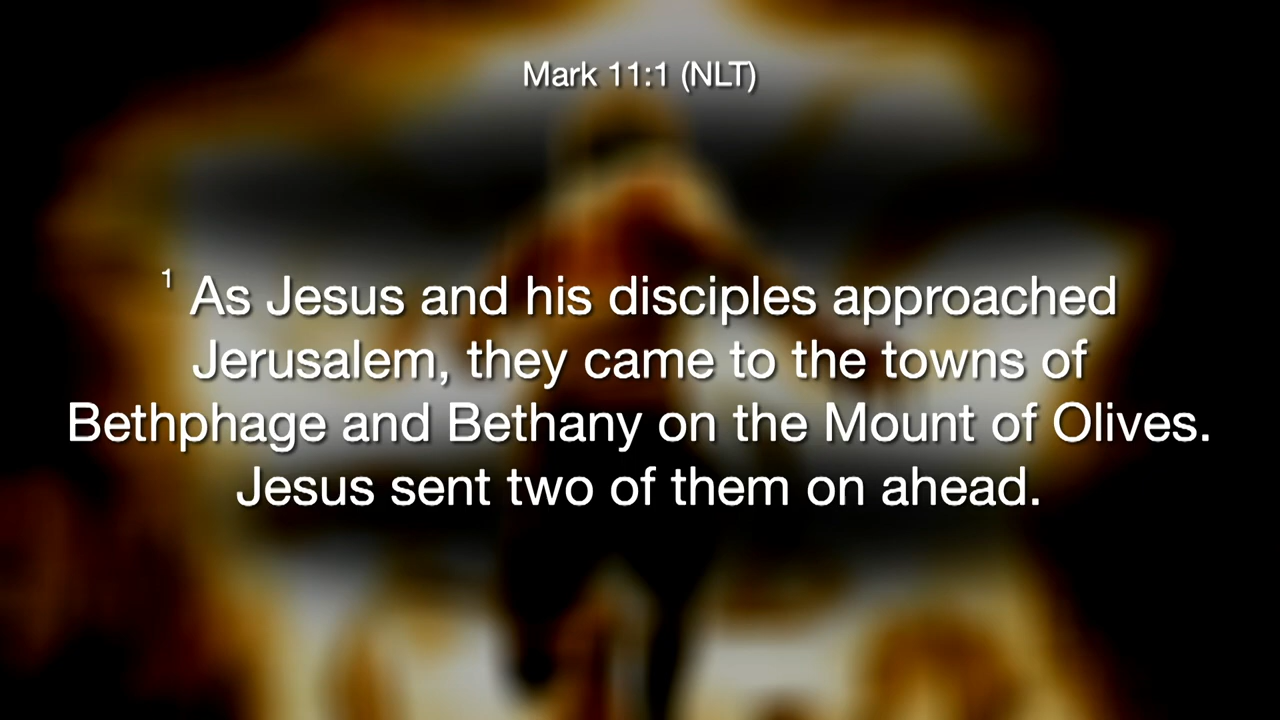 Mark 11:1 (NLT)
1 As Jesus and his disciples approached
Jerusalem, they came to the towns of
Bethphage and Bethany on the Mount of Olives.
Jesus sent two of them on ahead.